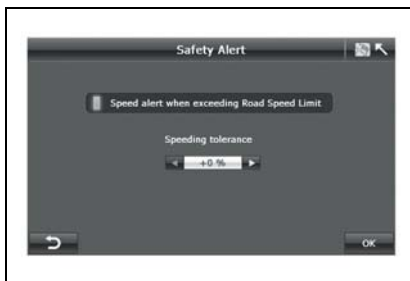 Safety Alert
Speed alert when exceeding Road Speed Limit
Speeding tolerance
+0 %
OK